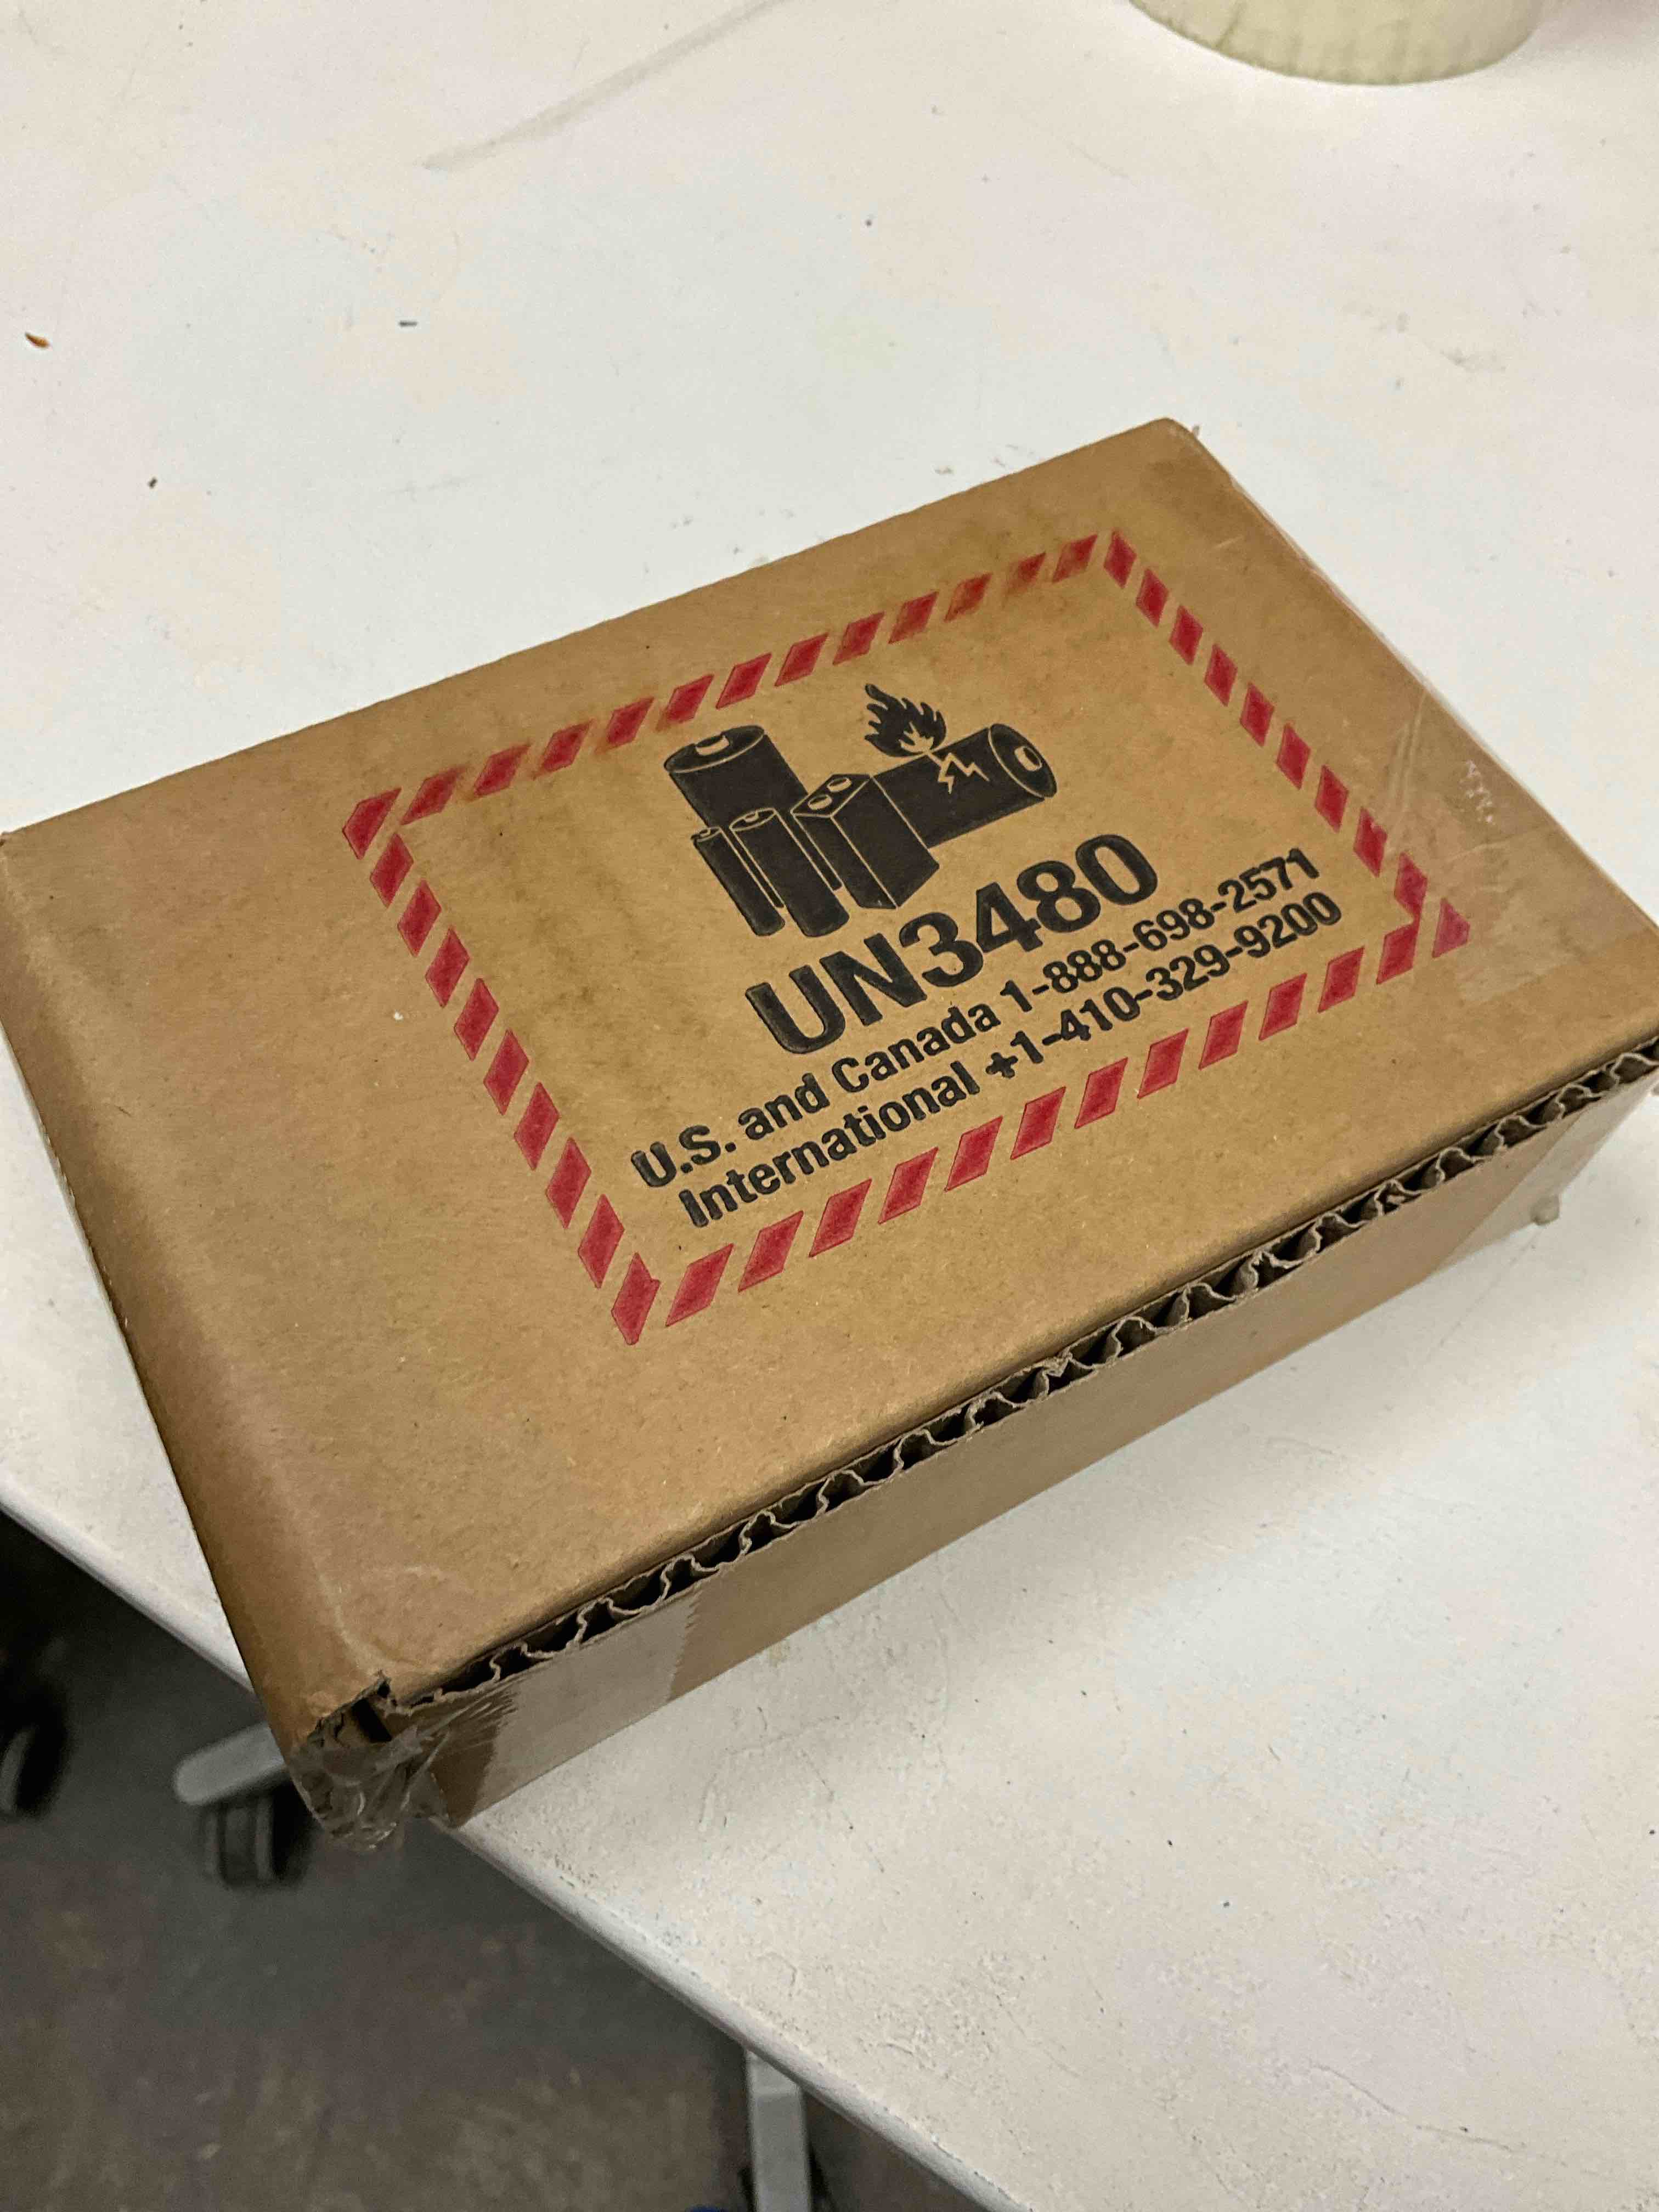 UN3480
U.S. and Canada 1-888-698-2571
International +1-410-329-9200